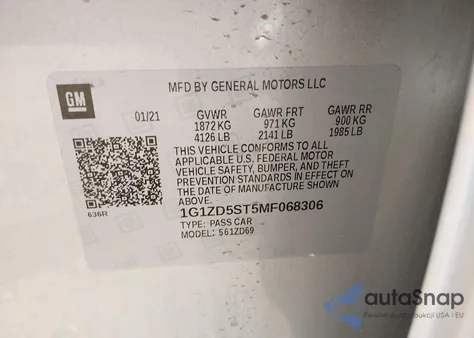 GM
MFD BY GENERAL MOTORS LLC
01/21 GVWR GAWR FRT GAWR RR
1872 KG 971 KG 900 KG
4126 LB 2141 LB 1985 LB
THIS VEHICLE CONFORMS TO ALL
APPLICABLE U.S. FEDERAL MOTOR
VEHICLE SAFETY, BUMPER, AND THEFT
PREVENTION STANDARDS IN EFFECT ON
THE DATE OF MANUFACTURE SHOWN
ABOVE.
636R
1G1ZD5ST5MF068306
TYPE: PASS CAR
MODEL: 561ZD69
autoSnap
USA i EU